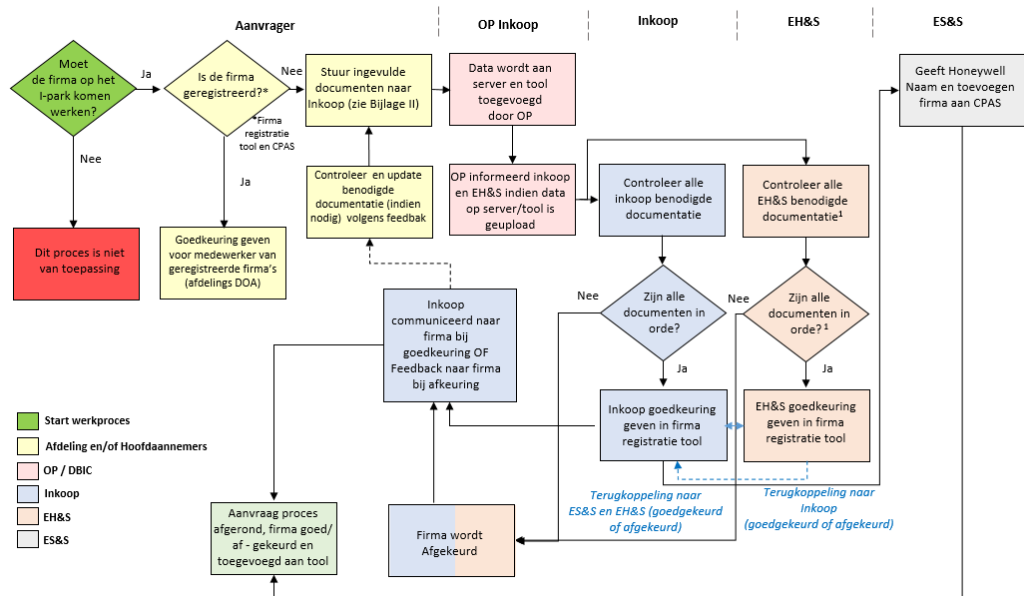 Aanvrager
OP Inkoop
Inkoop
EH&S
ES&S
Moet
de firma op het
I-park komen
werken?
Ja
Is de firma
geregistreerd?*
*Firma
registratie
tool en CPAS
Nee
Stuur ingevulde
documenten naar
Inkoop (zie Bijlage II)
Data wordt aan
server en tool
toegevoegd
door OP
Geeft Honeywell
Naam en toevoegen
firma aan CPAS
Nee
Ja
Controleer en update
benodigde
documentatie (indien
nodig) volgens feedbak
OP informeerd inkoop
en EH&S indien data
op server/tool is
geupload
Controleer alle
inkoop benodigde
documentatie
Controleer alle
EH&S benodigde
documentatie¹
Dit proces is niet
van toepassing
Goedkeuring geven
voor medewerker van
geregistreerde firma's
(afdelings DOA)
Inkoop
communiceerd naar
firma bij
goedkeuring OF
Feedback naar firma
bij afkeuring
Nee
Zijn alle
documenten in
orde?
Nee
Zijn alle
documenten in
orde? ¹
Ja
Ja
Inkoop goedkeuring
geven in firma
registratie tool
EH&S goedkeuring
geven in firma
registratie tool
Start werkproces
Afdeling en/of Hoofdaannemers
OP / DBIC
Inkoop
EH&S
ES&S
Terugkoppeling naar
ES&S en EH&S (goedgekeurd
of afgekeurd)
Terugkoppeling naar
Inkoop
(goedgekeurd of afgekeurd)
Aanvraag proces
afgerond, firma goed/
af - gekeurd en
toegevoegd aan tool
Firma wordt
Afgekeurd